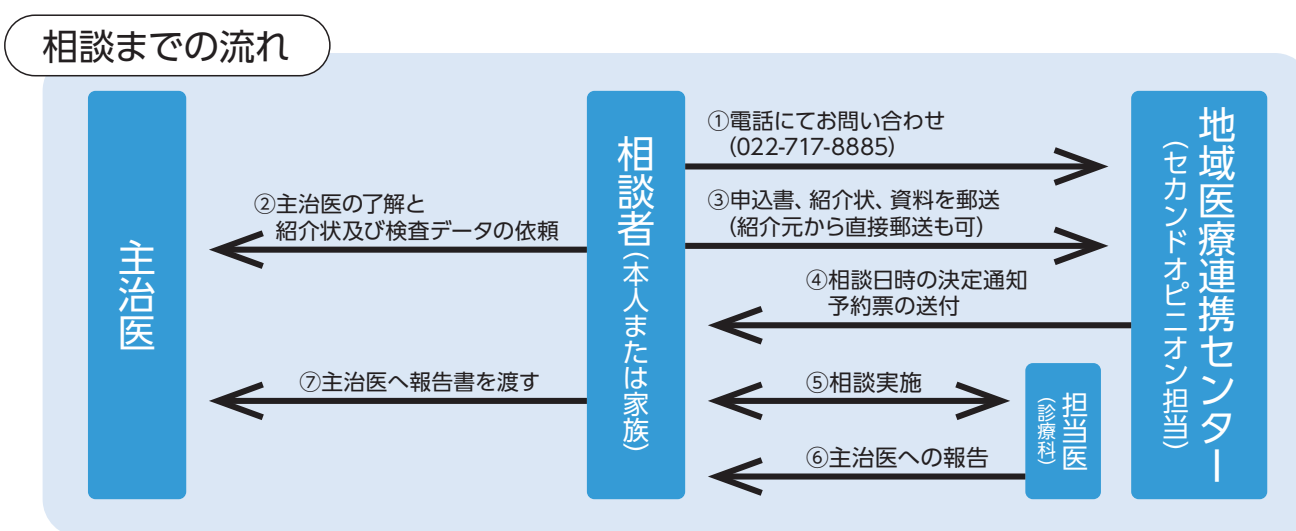 相談までの流れ
主治医
②主治医の了解と
紹介状及び検査データの依頼
⑦主治医へ報告書を渡す
相談者(本人または家族)
①電話にてお問い合わせ
(022-717-8885)
③申込書、紹介状、資料を郵送
(紹介元から直接郵送も可)
④相談日時の決定通知
予約票の送付
⑤相談実施
⑥主治医への報告
担当医
(診療科)
地域医療連携センター
(セカンドオピニオン担当)